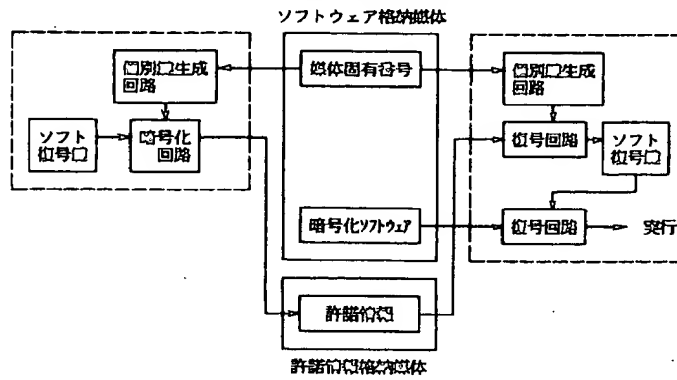 ソフトウェア格納媒体
個別鍵生成
回路
媒体固有番号
個別鍵生成
回路
ソフト
復号鍵
暗号化
回路
復号回路
ソフト
復号鍵
暗号化ソフトウェア
復号回路
実行
許諾情報
許諾情報格納媒体